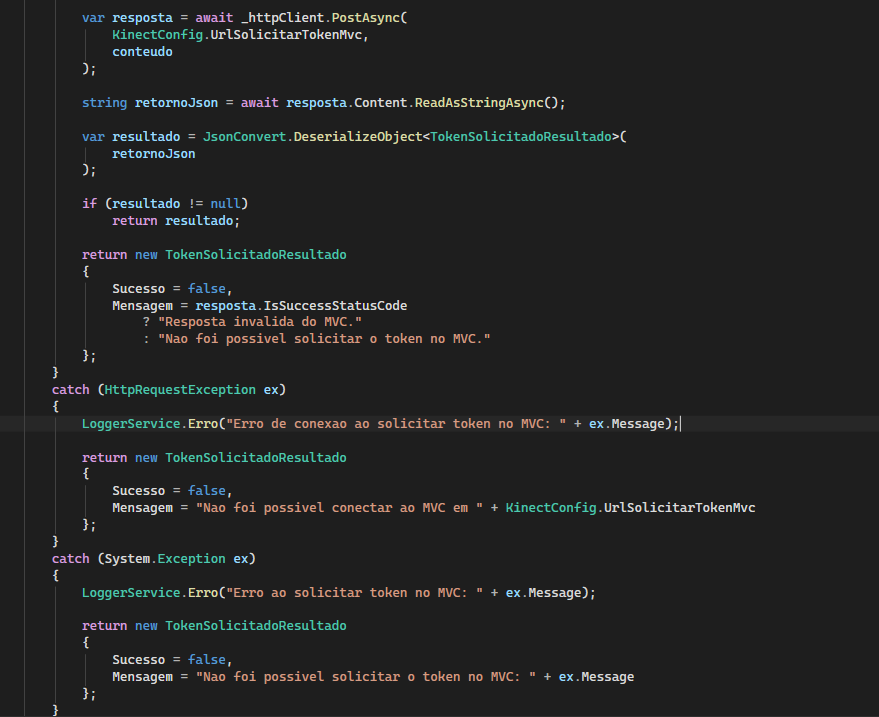 var resposta = await _httpClient.PostAsync(
KinectConfig.UrlSolicitarTokenMvc,
conteudo
);
string retornoJson = await resposta.Content.ReadAsStringAsync();
var resultado = JsonConvert.DeserializeObject<TokenSolicitadoResultado>(
retornoJson
);
if (resultado != null)
return resultado;
return new TokenSolicitadoResultado
{
Sucesso = false,
Mensagem = resposta.IsSuccessStatusCode
? "Resposta invalida do MVC."
: "Nao foi possivel solicitar o token no MVC."
};
}
catch (HttpRequestException ex)
{
LoggerService.Erro("Erro de conexao ao solicitar token no MVC: " + ex.Message);
return new TokenSolicitadoResultado
{
Sucesso = false,
Mensagem = "Nao foi possivel conectar ao MVC em " + KinectConfig.UrlSolicitarTokenMvc
};
}
catch (System.Exception ex)
{
LoggerService.Erro("Erro ao solicitar token no MVC: " + ex.Message);
return new TokenSolicitadoResultado
{
Sucesso = false,
Mensagem = "Nao foi possivel solicitar o token no MVC: " + ex.Message
};
}